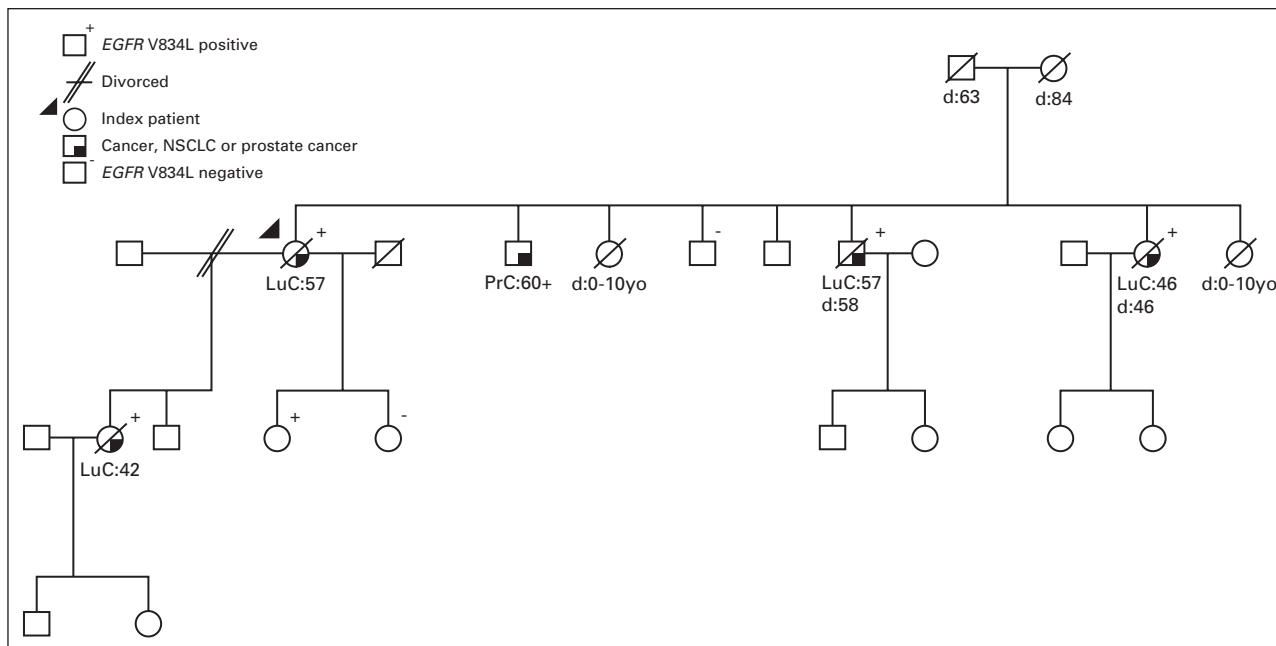 +
EGFR V834L positive
Divorced
Index patient
Cancer, NSCLC or prostate cancer
-
EGFR V834L negative
d:63 d:84
+ - + +
LuC:57 PrC:60+ d:0-10yo LuC:57 LuC:46 d:0-10yo
d:58 d:46
+ + -
LuC:42